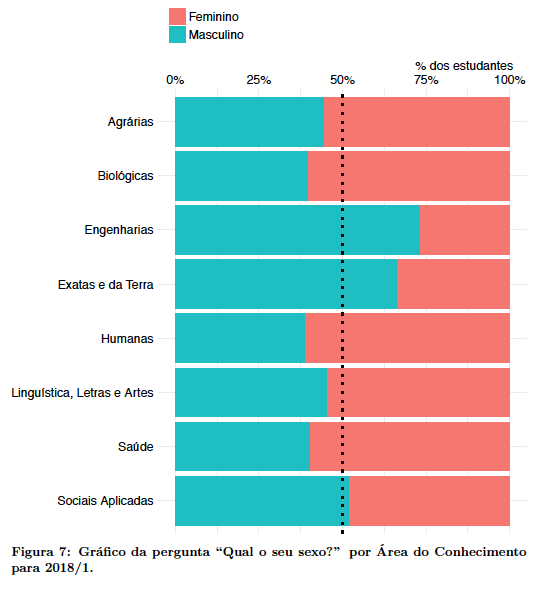 Feminino
Masculino
% dos estudantes
0% 25% 50% 75% 100%
Agrárias
Biológicas
Engenharias
Exatas e da Terra
Humanas
Linguística, Letras e Artes
Saúde
Sociais Aplicadas
Figura 7: Gráfico da pergunta “Qual o seu sexo?” por Área do Conhecimento
para 2018/1.